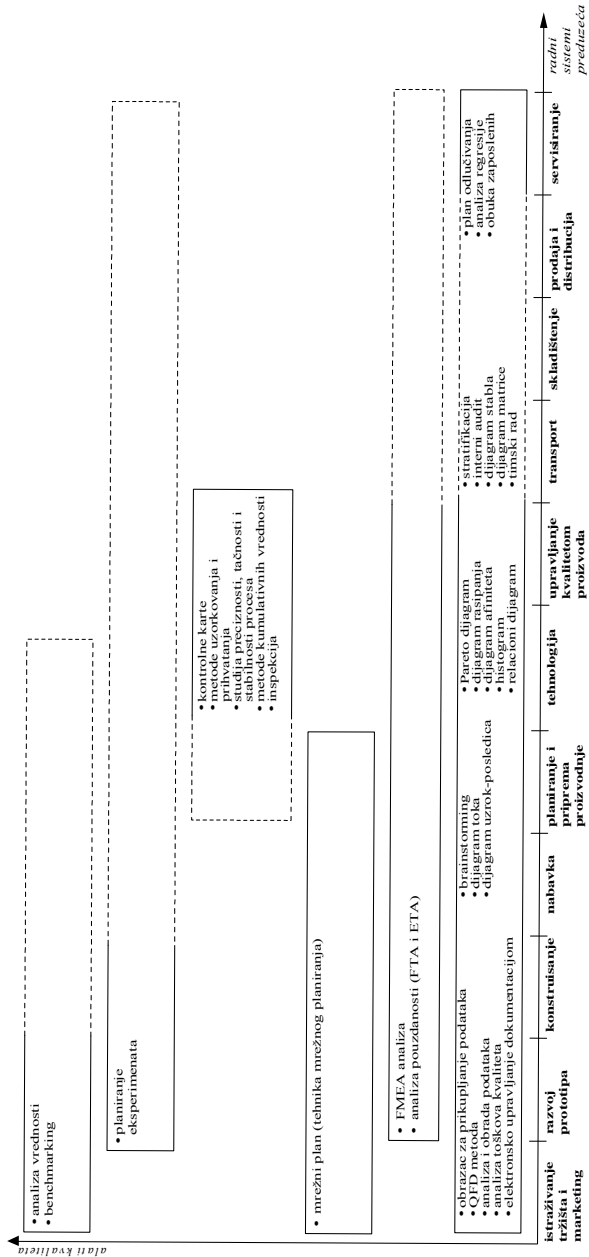 alati kvaliteta
• analiza vrednosti
• benchmarking
• planiranje
eksperimenata
• kontrolne karte
• metode uzorkovanja i
prihvatanja
• studija preciznosti, tačnosti i
stabilnosti procesa
• metode kumulativnih vrednosti
• inspekcija
• mrežni plan (tehnika mrežnog planiranja)
• FMEA analiza
• analiza pouzdanosti (FTA i ETA)
• obrazac za prikupljanje podataka
• QFD metoda
• analiza i obrada podataka
• analiza toškova kvaliteta
• elektronsko upravljanje dokumentacijom
• brainstorming
• dijagram toka
• dijagram uzrok-posledica
• Pareto dijagram
• dijagram rasipanja
• dijagram afiniteta
• histogram
• relacioni dijagram
• stratifikacija
• interni audit
• dijagram stabla
• dijagram matrice
• timski rad
• plan odlučivanja
• analiza regresije
• obuka zaposlenih
istraživanje
tržišta i
marketing
razvoj
prototipa
konstruisanje
nabavka
planiranje i
priprema
proizvodnje
tehnologija
upravljanje
kvalitetom
proizvoda
transport
skladištenje
prodaja i
distribucija
servisiranje
radni
sistemi
preduzeća